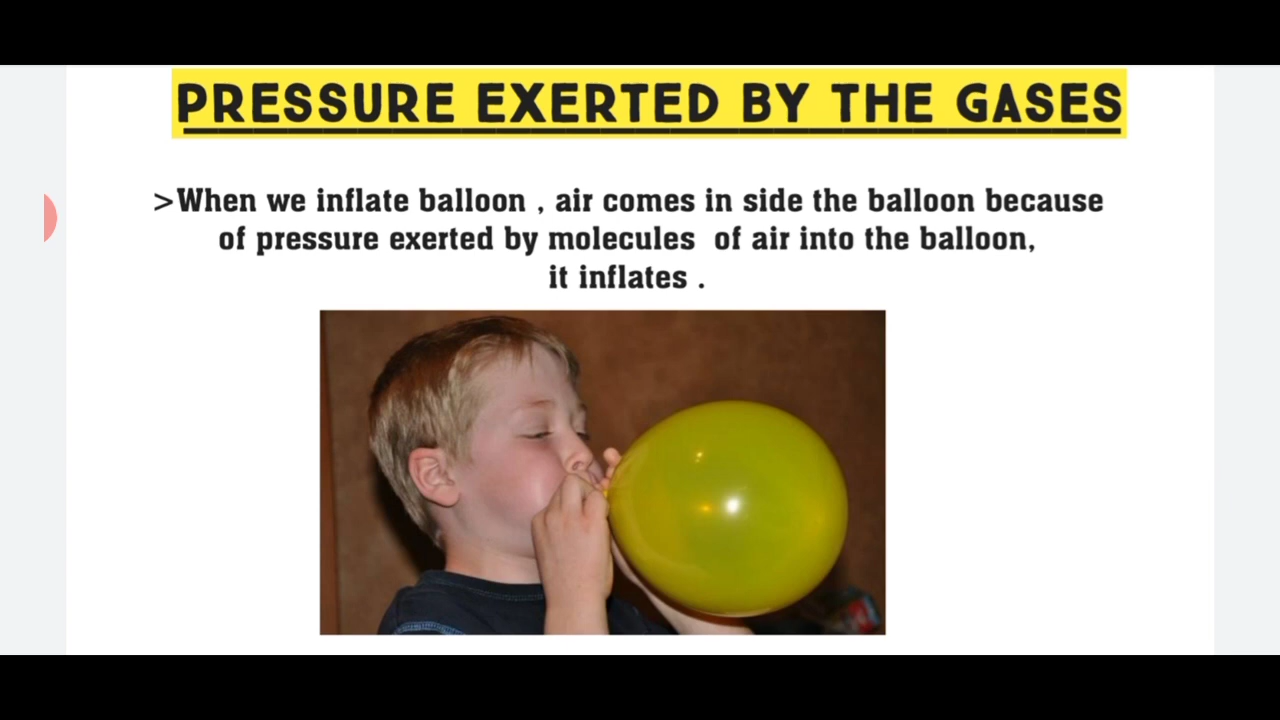 PRESSURE EXERTED BY THE GASES
>When we inflate balloon , air comes in side the balloon because
of pressure exerted by molecules of air into the balloon,
it inflates .